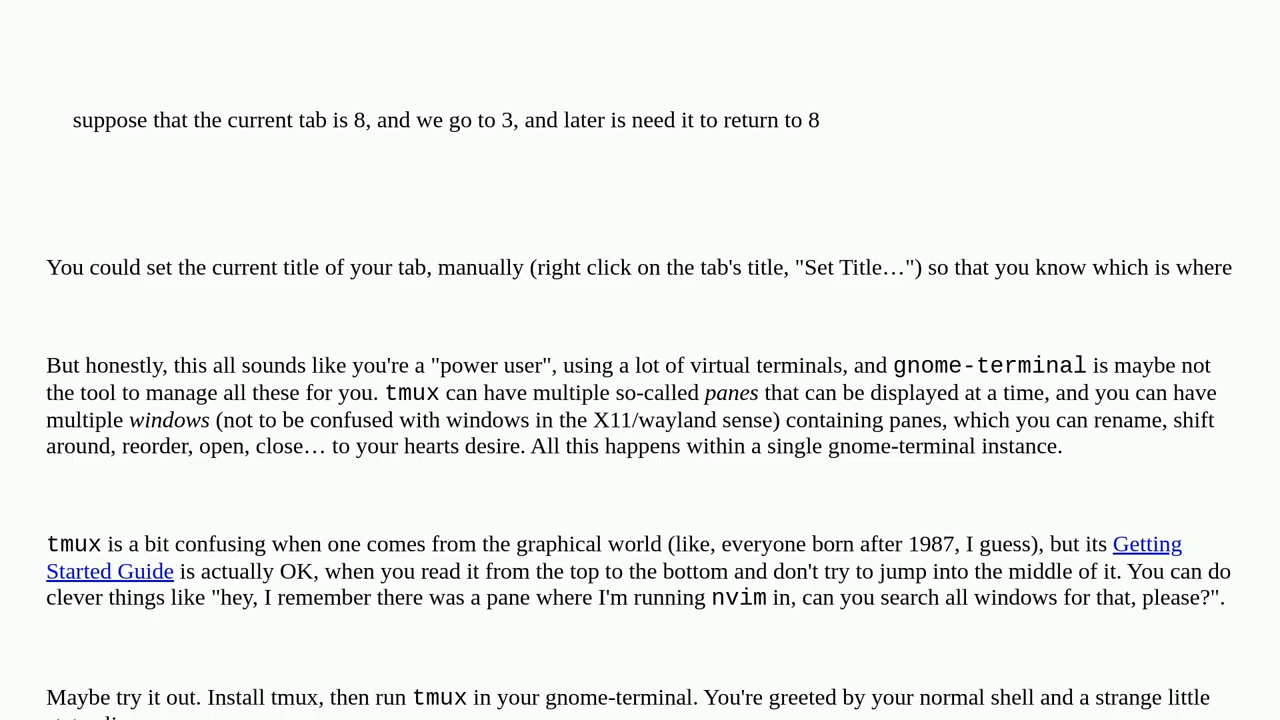 suppose that the current tab is 8, and we go to 3, and later is need it to return to 8
You could set the current title of your tab, manually (right click on the tab's title, "Set Title…") so that you know which is where
But honestly, this all sounds like you're a "power user", using a lot of virtual terminals, and gnome-terminal is maybe not
the tool to manage all these for you. tmux can have multiple so-called panes that can be displayed at a time, and you can have
multiple windows (not to be confused with windows in the X11/wayland sense) containing panes, which you can rename, shift
around, reorder, open, close… to your hearts desire. All this happens within a single gnome-terminal instance.
tmux is a bit confusing when one comes from the graphical world (like, everyone born after 1987, I guess), but its Getting
Started Guide is actually OK, when you read it from the top to the bottom and don't try to jump into the middle of it. You can do
clever things like "hey, I remember there was a pane where I'm running nvim in, can you search all windows for that, please?".
Maybe try it out. Install tmux, then run tmux in your gnome-terminal. You're greeted by your normal shell and a strange little